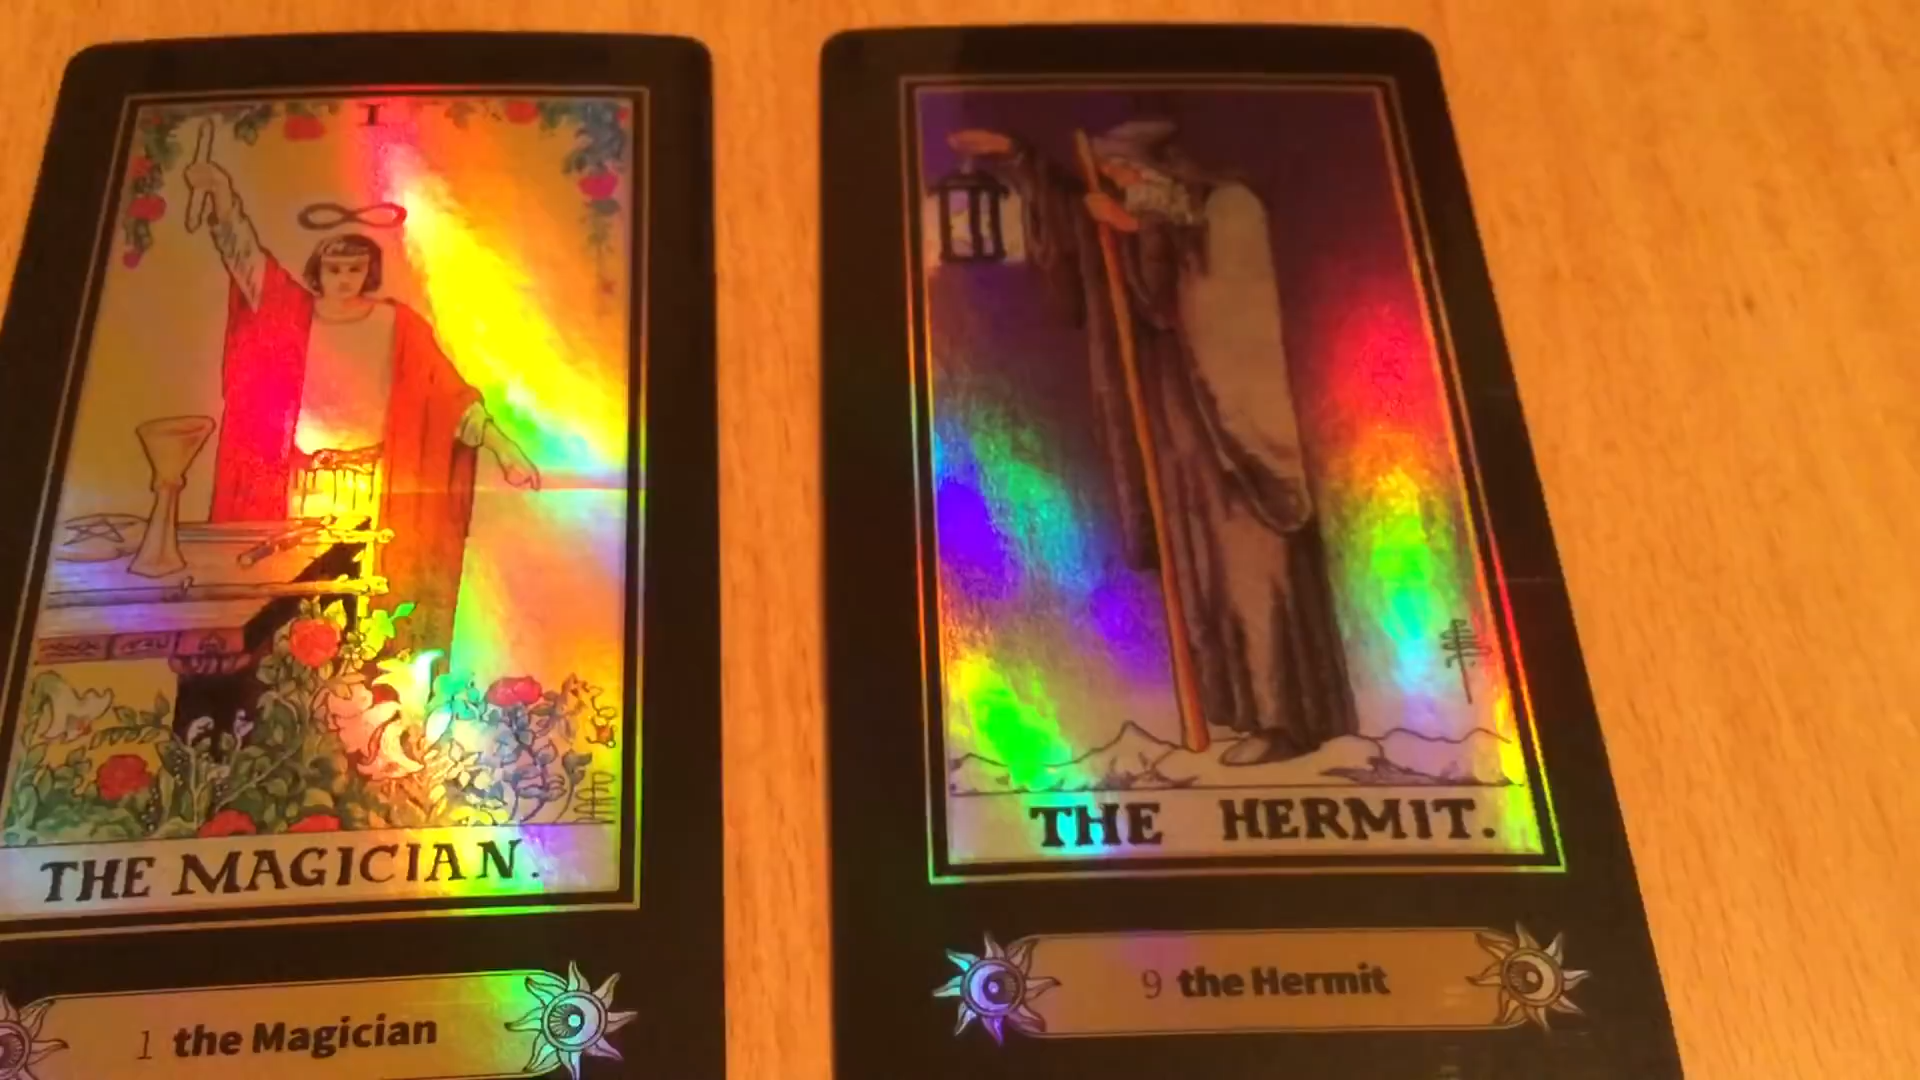 I
THE MAGICIAN.
1 the Magician
THE HERMIT.
9 the Hermit